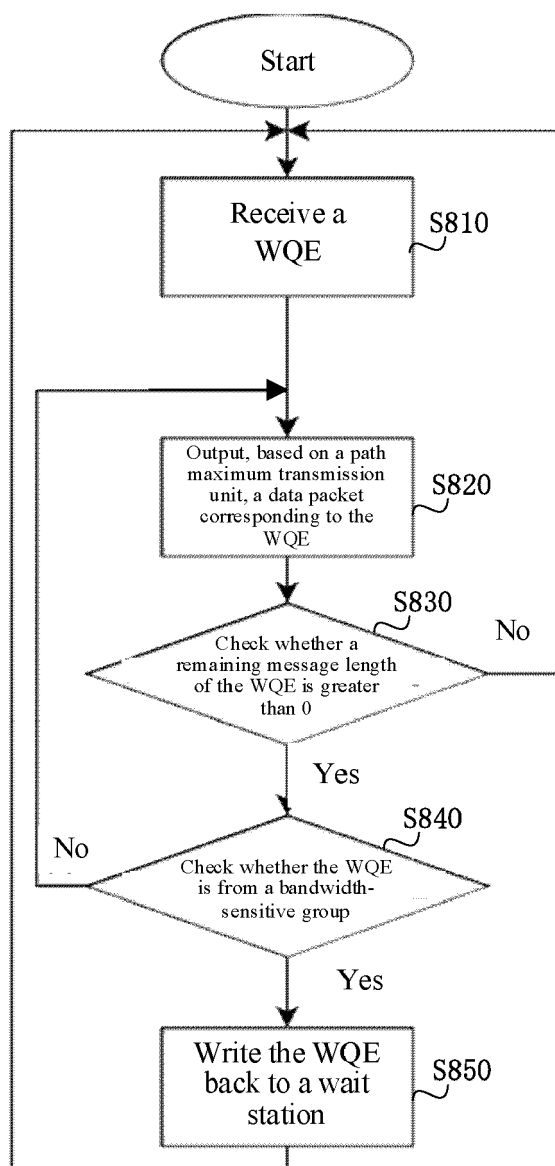 Start
Receive a
WQE
S810
Output, based on a path
maximum transmission
unit, a data packet
corresponding to the
WQE
S820
S830
Check whether a
remaining message length
of the WQE is greater
than 0
No
Yes
S840
No
Check whether the WQE
is from a bandwidth-
sensitive group
Yes
Write the WQE
back to a wait
station
S850